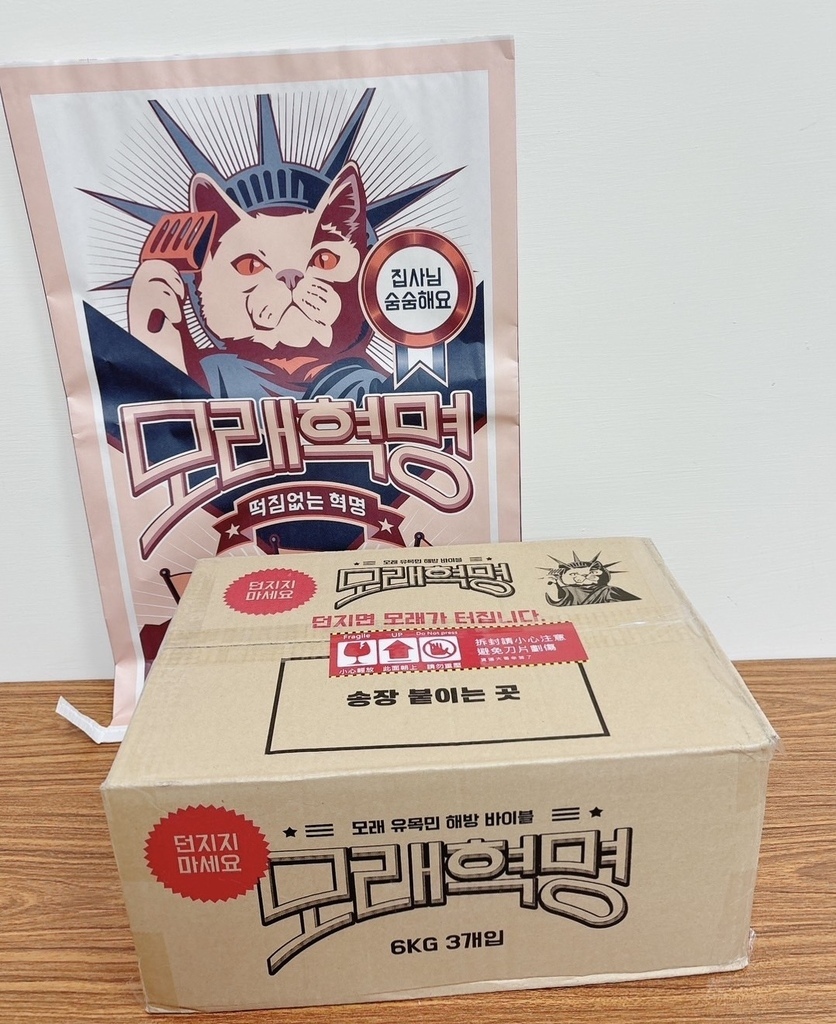 집사님
숨숨해요
모래혁명
떡짐없는 혁명
던지지
마세요
모래 유목민 해방 바이블
모래혁명
던지면 모래가 터집니다.
Fragile
UP
Do Not press
小心輕放
此面朝上
請勿重壓
拆封請小心注意
避免刀片劃傷
송장 붙이는 곳
던지지
마세요
모래 유목민 해방 바이블
모래혁명
6KG 3개입